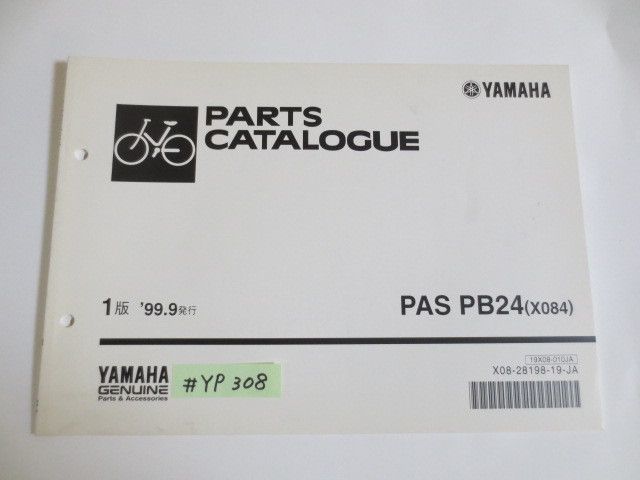 YAMAHA
PARTS
CATALOGUE
1版 '99.9発行
PAS PB24(X084)
YAMAHA
GENUINE
Parts & Accessories
#YP 308
19X08-010JA
X08-28198-19-JA